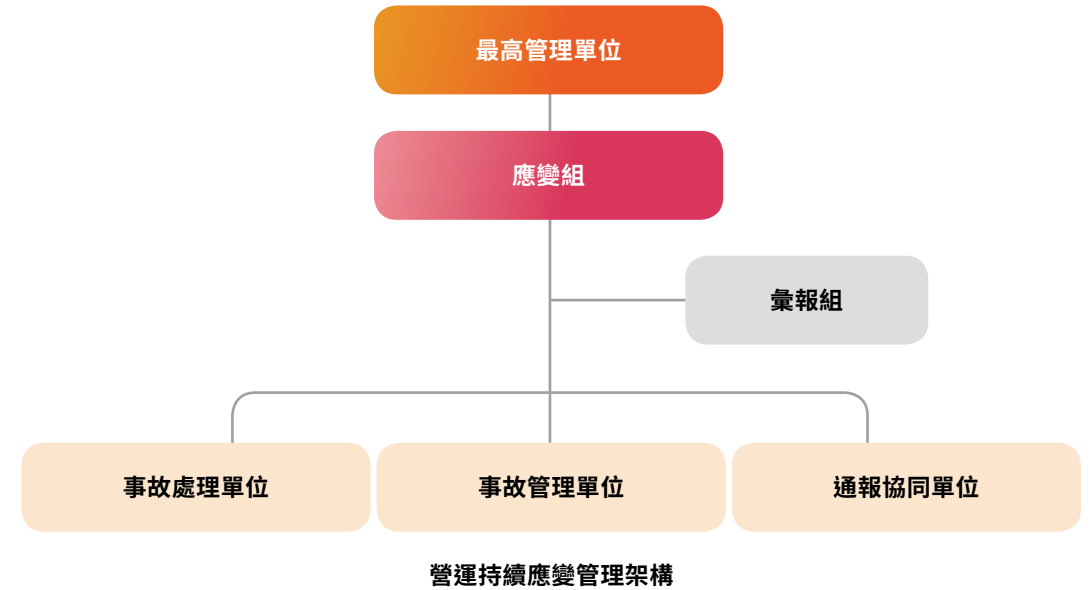 最高管理單位
應變組
彙報組
事故處理單位
事故管理單位
通報協同單位
營運持續應變管理架構